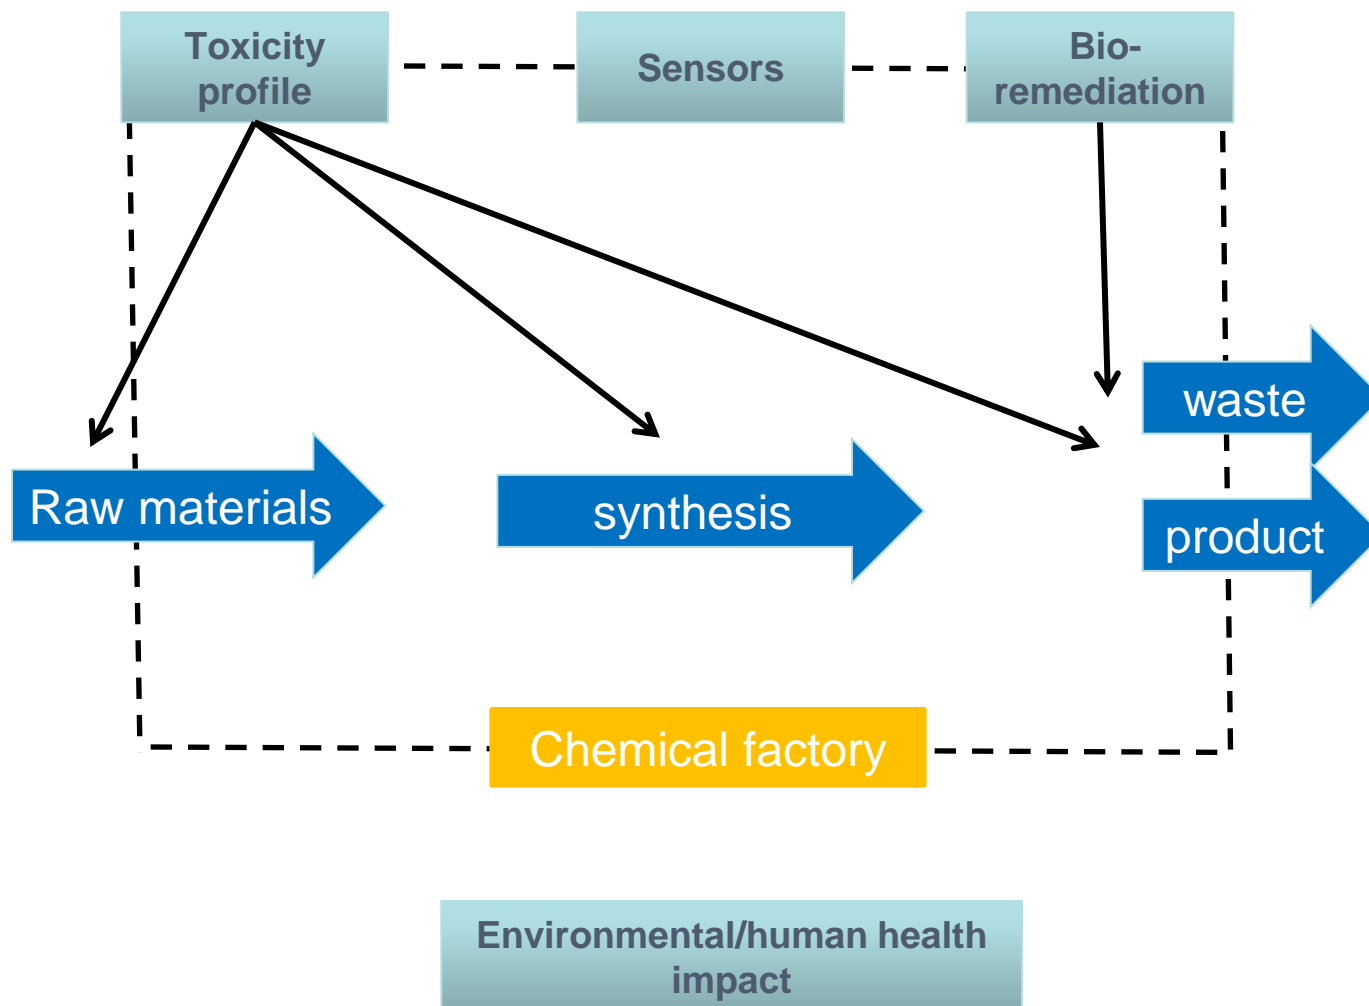 Toxicity
profile
Sensors
Bio-
remediation
waste
Raw materials
synthesis
product
Chemical factory
Environmental/human health
impact